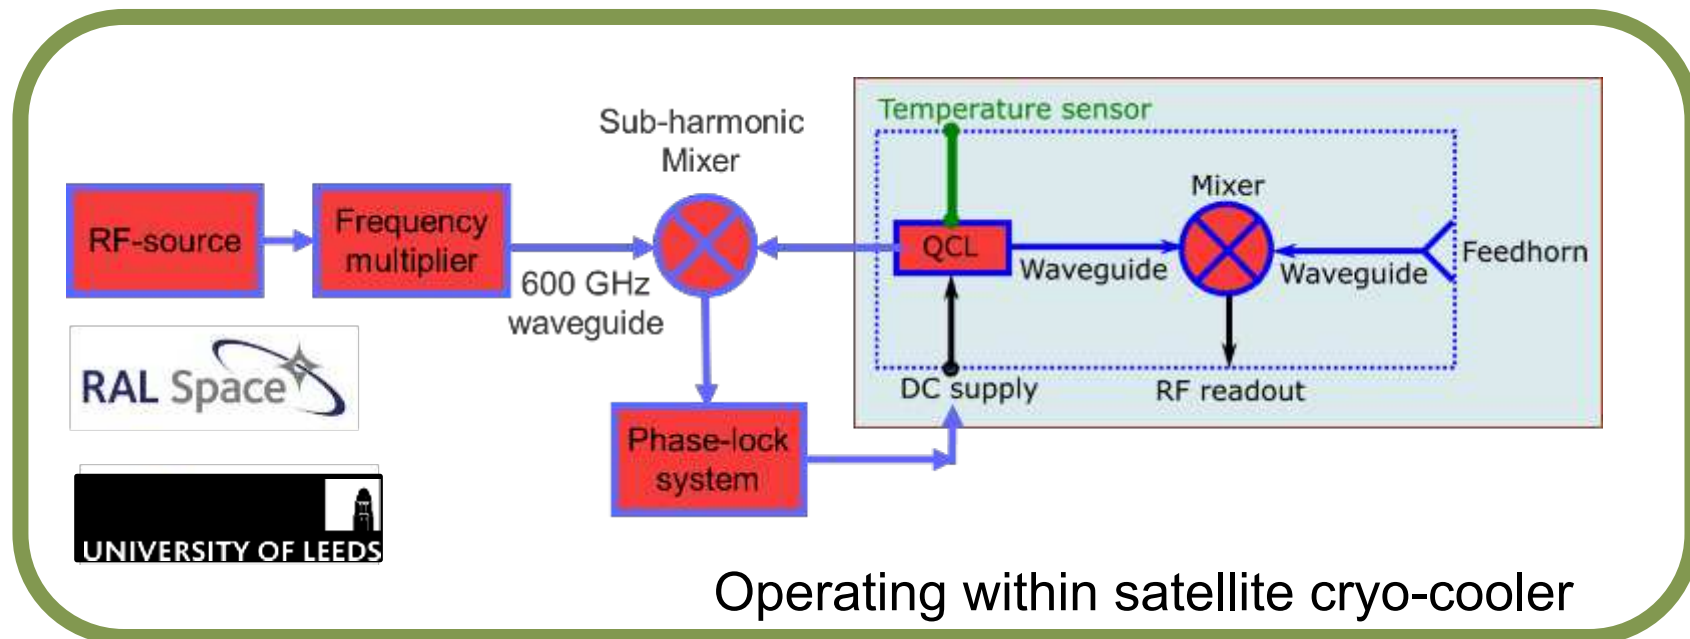 Temperature sensor
Sub-harmonic
Mixer
Mixer
RF-source
Frequency
multiplier
QCL
Waveguide
Waveguide
Feedhorn
600 GHz
waveguide
DC supply
RF readout
RAL Space
Phase-lock
system
UNIVERSITY OF LEEDS
Operating within satellite cryo-cooler